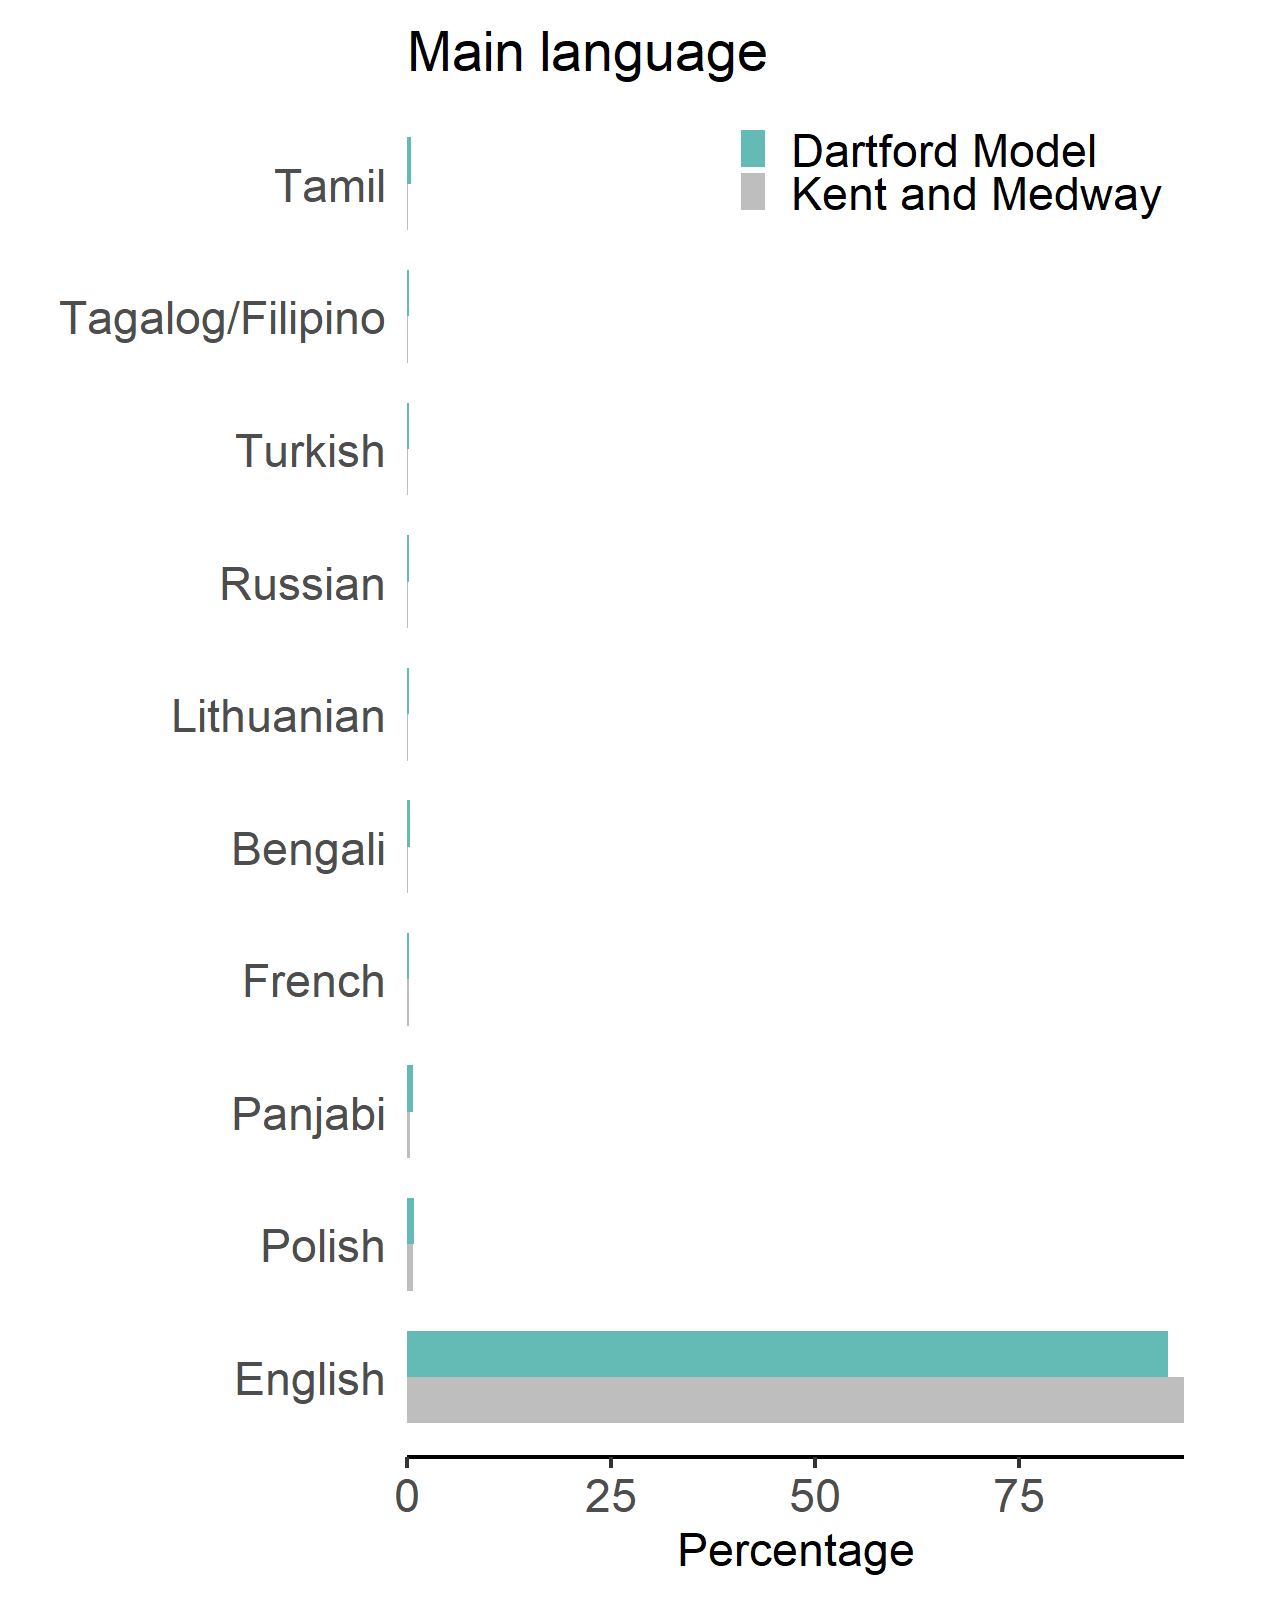 Main language
Dartford Model
Kent and Medway
Tamil
Tagalog/Filipino
Turkish
Russian
Lithuanian
Bengali
French
Panjabi
Polish
English
0 25 50 75
Percentage